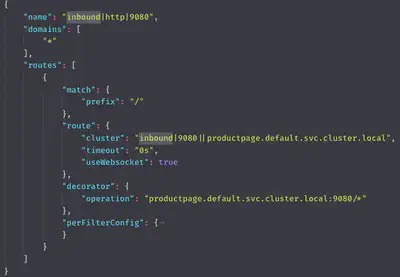 {
"name": "inbound|http|9080",
"domains": [
"*"
],
"routes": [
{
"match": {
"prefix": "/"
},
"route": {
"cluster": "inbound|9080||productpage.default.svc.cluster.local",
"timeout": "0s",
"useWebsocket": true
},
"decorator": {
"operation": "productpage.default.svc.cluster.local:9080/*"
},
"perFilterConfig": {⋯
}
}
]
}